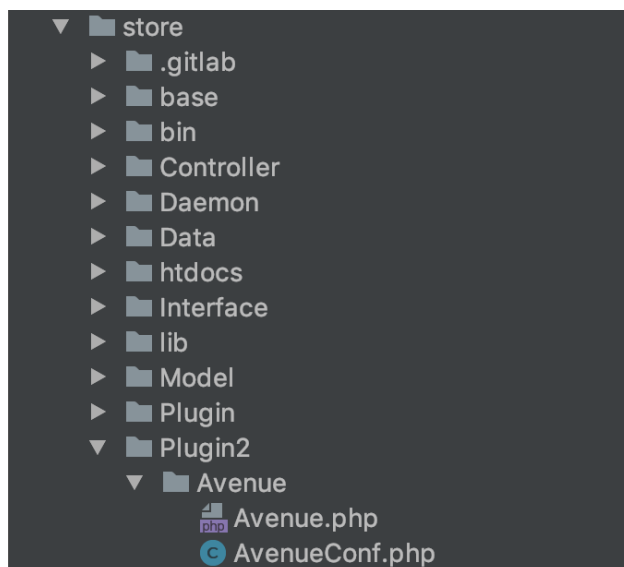 store
.gitlab
base
bin
Controller
Daemon
Data
htdocs
Interface
lib
Model
Plugin
Plugin2
Avenue
php Avenue.php
C AvenueConf.php